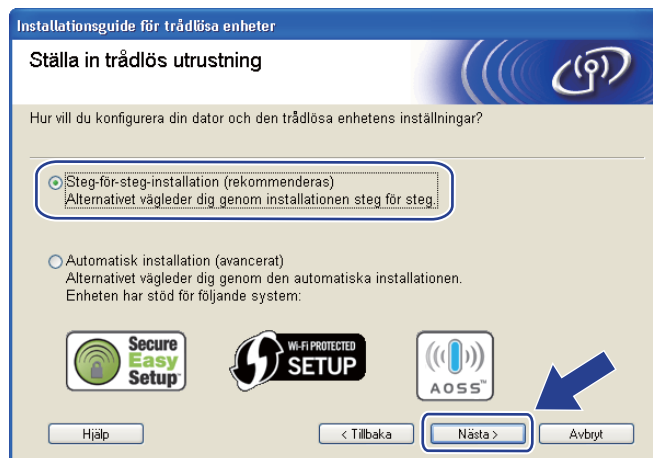 Installationsguide för trådlösa enheter
Ställa in trådlös utrustning
Hur vill du konfigurera din dator och den trådlösa enhetens inställningar?
Steg-för-steg-installation (rekommenderas)
Alternativet vägleder dig genom installationen steg för steg.
Automatisk installation (avancerat)
Alternativet vägleder dig genom den automatiska installationen.
Enheten har stöd för följande system:
Secure
Easy
Setup
Wi-Fi PROTECTED
SETUP
AOSS™
Hjälp
< Tillbaka
Nästa >
Avbryt